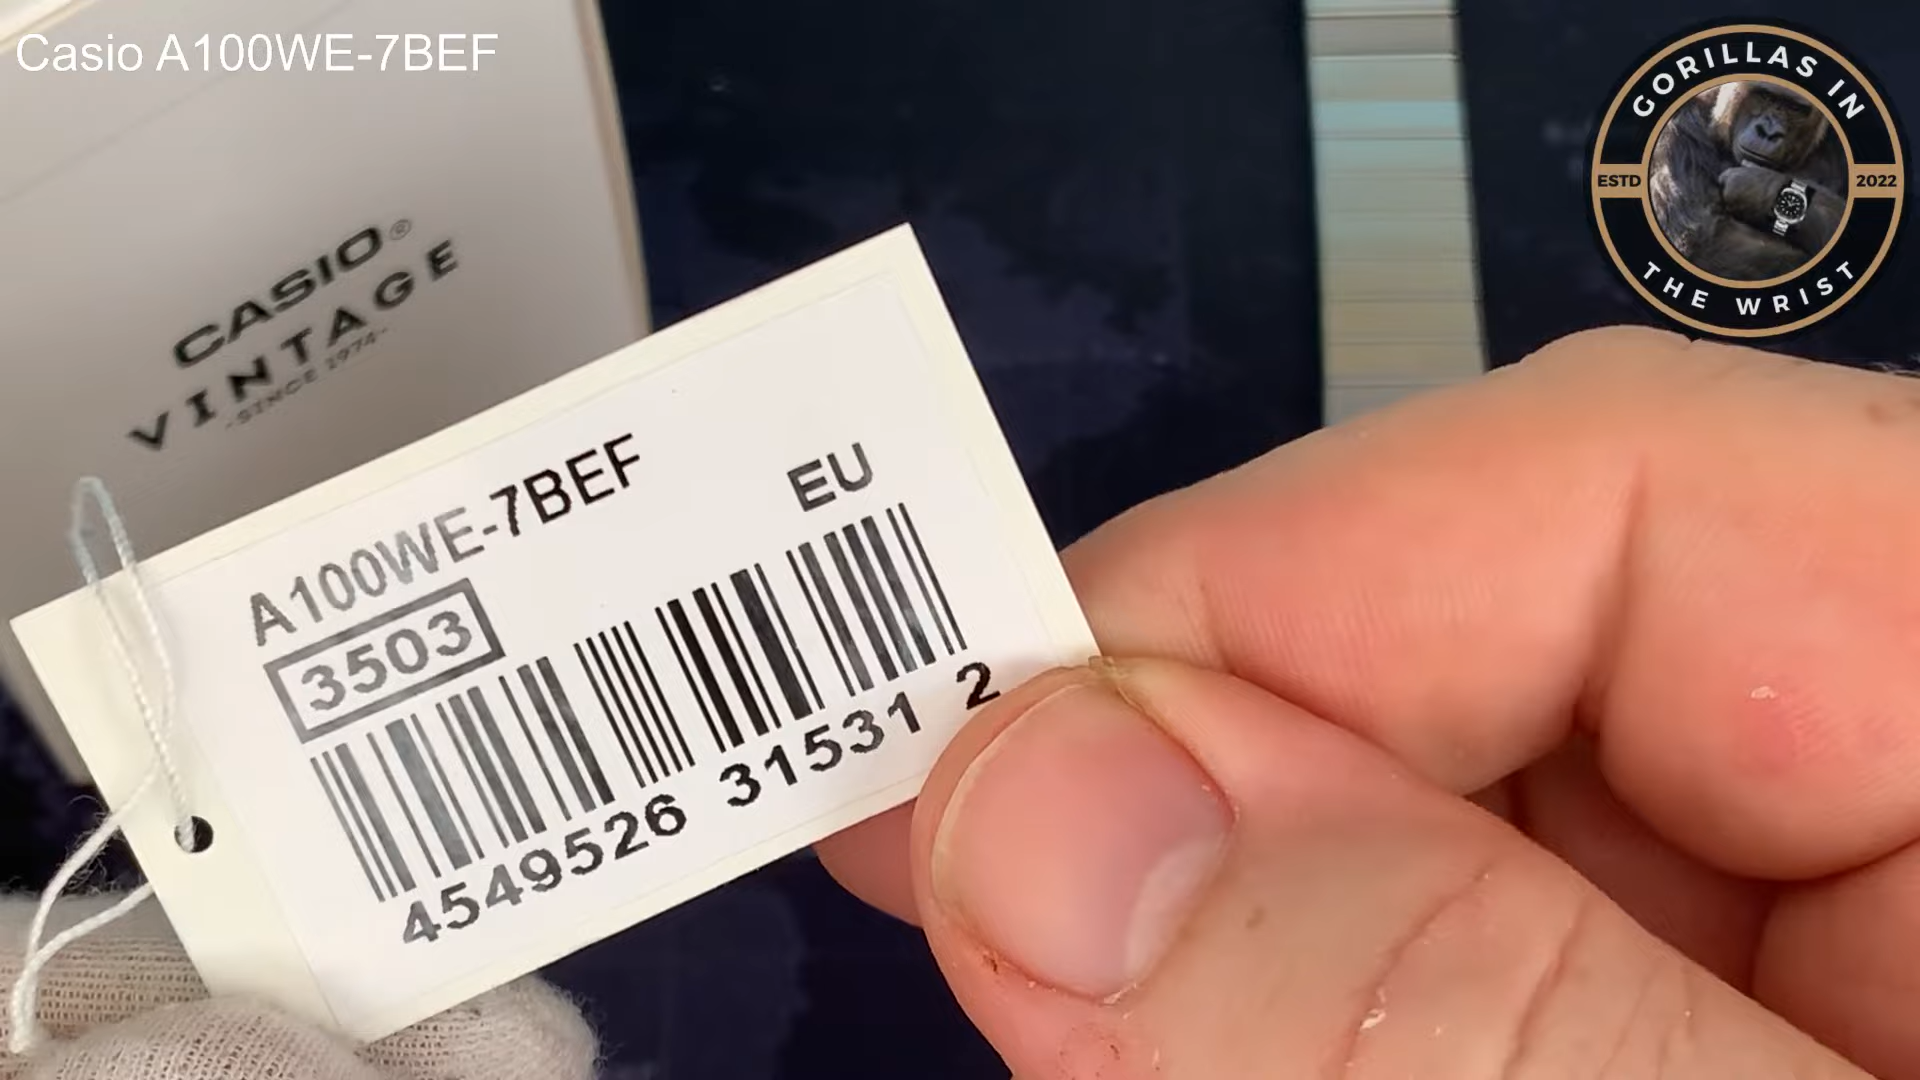 Casio A100WE-7BEF
GORILLAS IN
ESTD 2022
THE WRIST
CASIO®
VINTAGE
-SINCE 1974-
A100WE-7BEF
EU
3503
4549526 31531 2